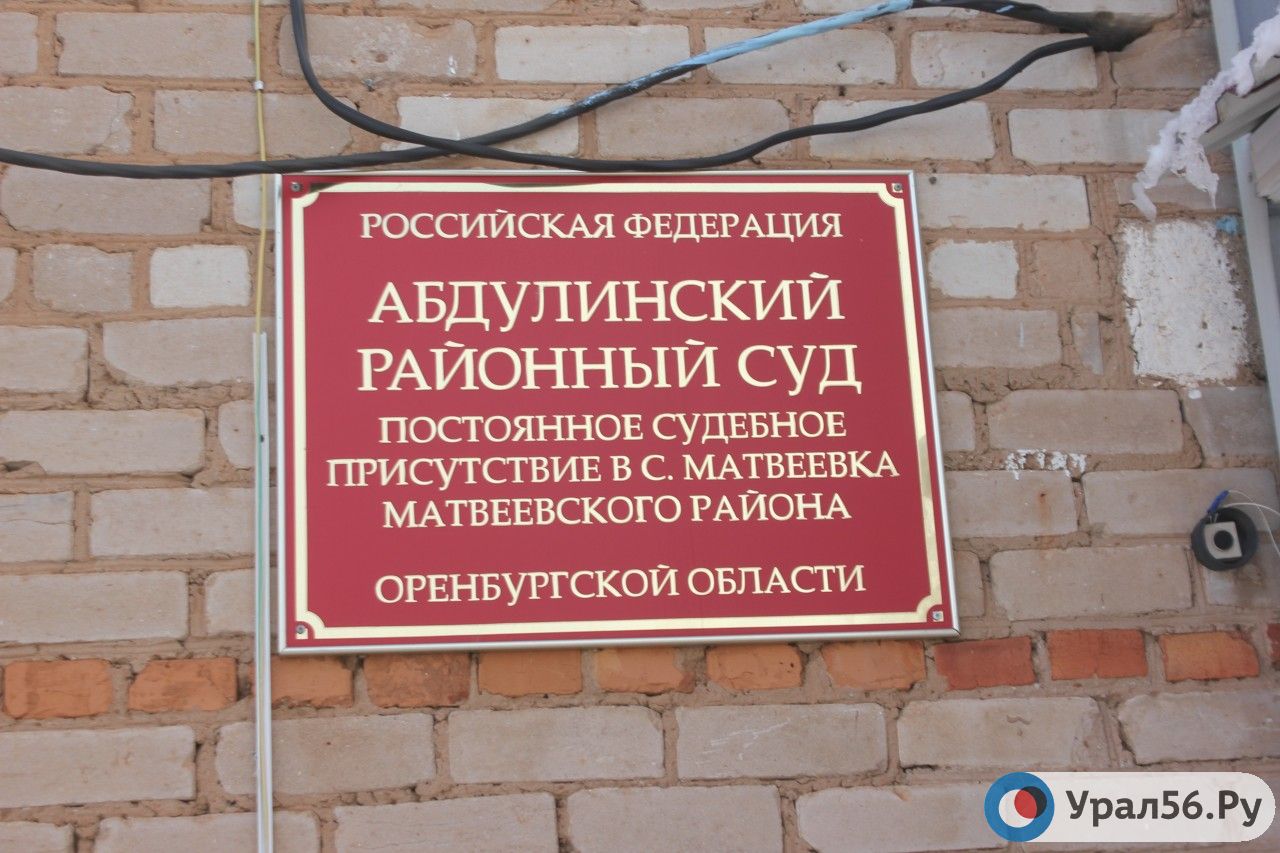 РОССИЙСКАЯ ФЕДЕРАЦИЯ
АБДУЛИНСКИЙ
РАЙОННЫЙ СУД
ПОСТОЯННОЕ СУДЕБНОЕ
ПРИСУТСТВИЕ В С. МАТВЕЕВКА
МАТВЕЕВСКОГО РАЙОНА
ОРЕНБУРГСКОЙ ОБЛАСТИ
Урал56.Ру